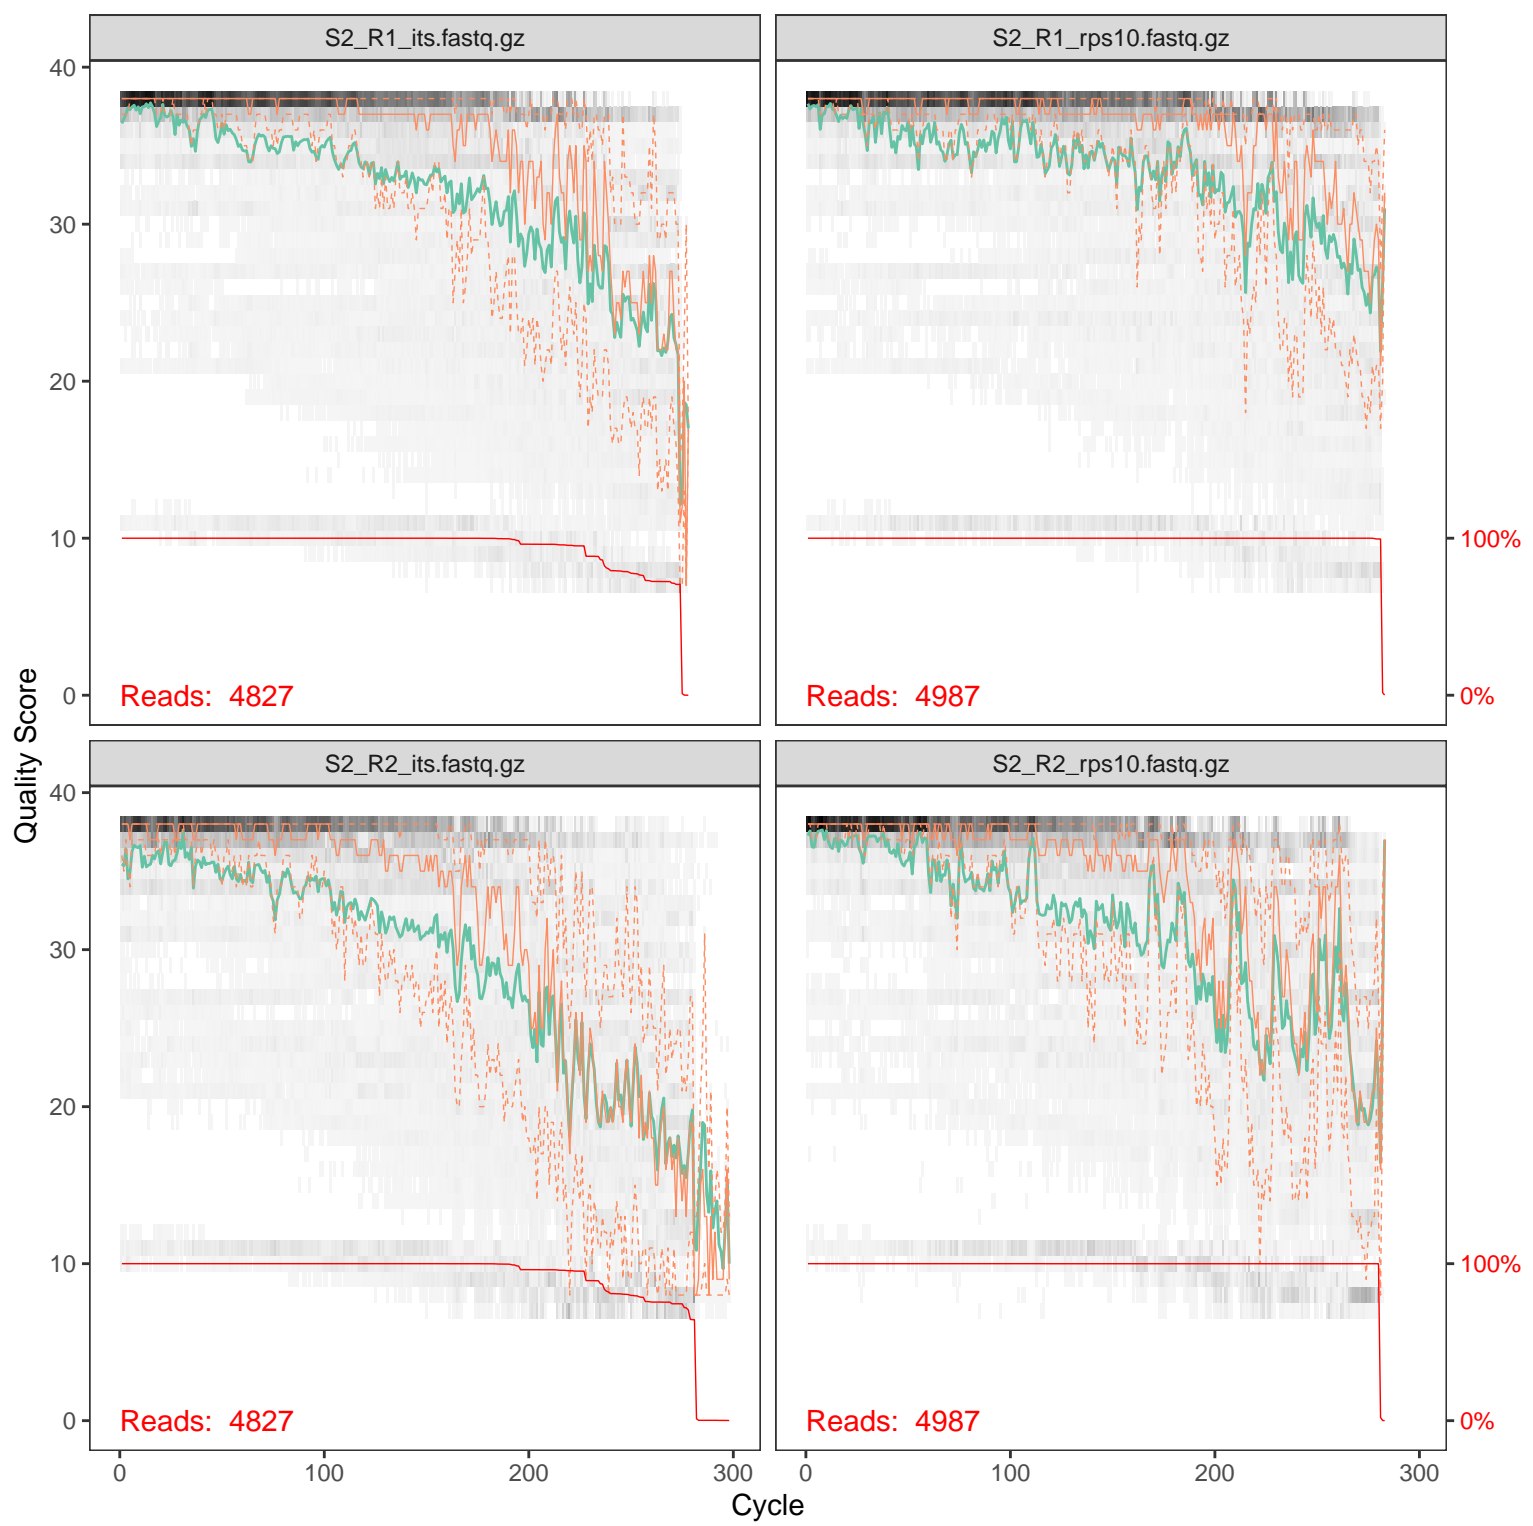 S2_R1_its.fastq.gz
S2_R1_rps10.fastq.gz
40
30
20
10
0
Reads: 4827
Reads: 4987
100%
0%
Quality Score
S2_R2_its.fastq.gz
S2_R2_rps10.fastq.gz
40
30
20
10
0
Reads: 4827
Reads: 4987
100%
0%
0 100 200 300
0 100 200 300
Cycle